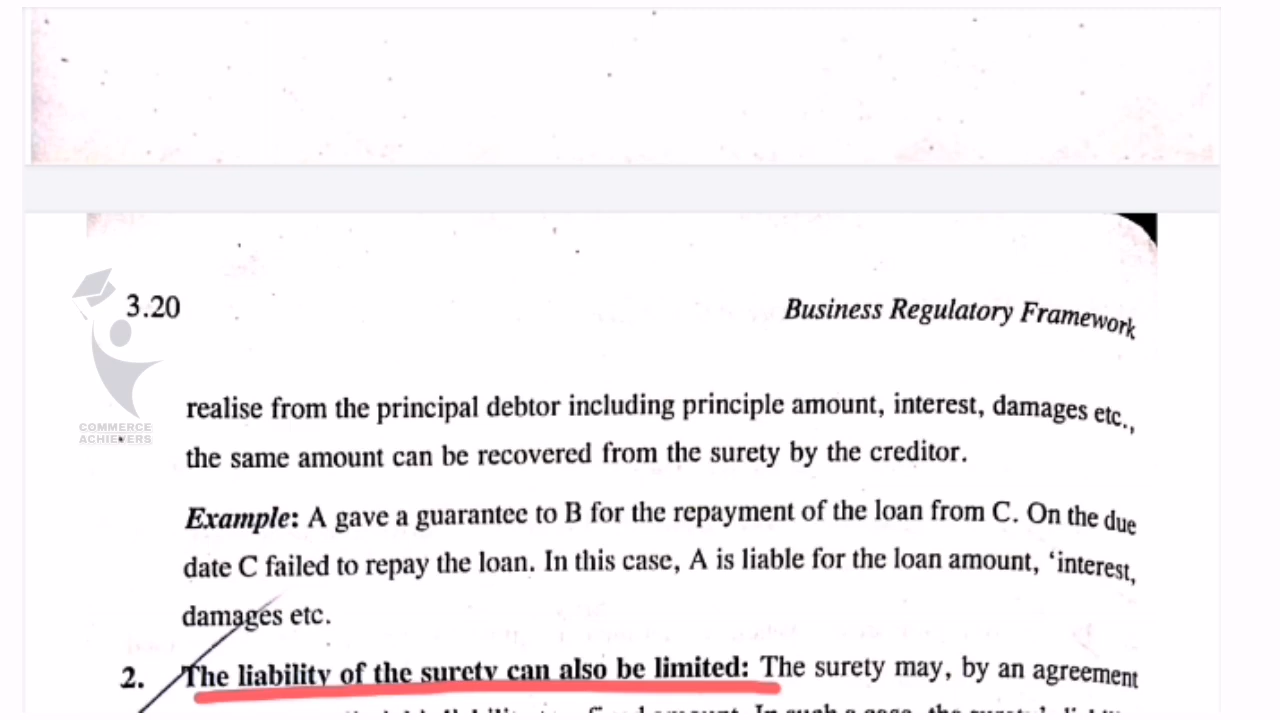 3.20
Business Regulatory Framework
COMMERCE
ACHIEVERS
realise from the principal debtor including principle amount, interest, damages etc.,
the same amount can be recovered from the surety by the creditor.
Example: A gave a guarantee to B for the repayment of the loan from C. On the due
date C failed to repay the loan. In this case, A is liable for the loan amount, ‘interest,
damages etc.
2. The liability of the surety can also be limited: The surety may, by an agreement